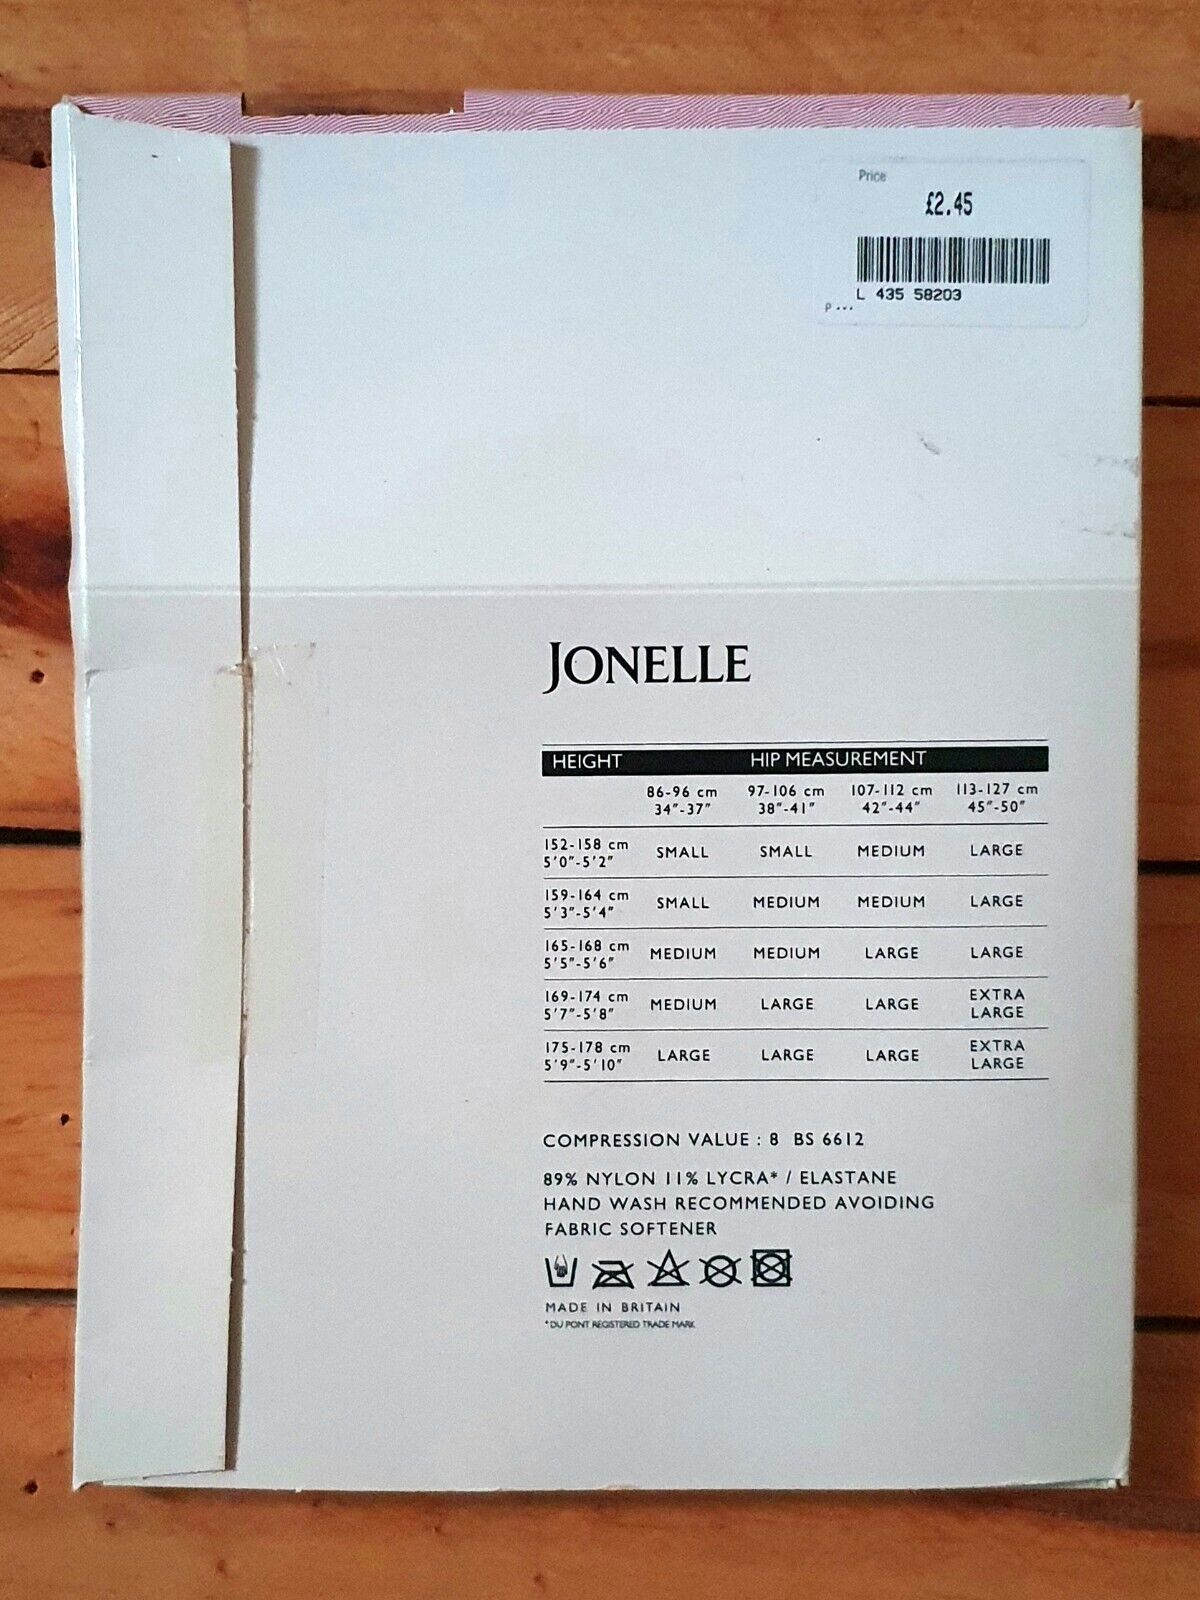 Price
£2.45
L 435 58203
P ...
JONELLE
HEIGHT HIP MEASUREMENT
86-96 cm 97-106 cm 107-112 cm 113-127 cm
34"-37" 38"-41" 42"-44" 45"-50"
152-158 cm SMALL SMALL MEDIUM LARGE
5'0"-5'2"
159-164 cm SMALL MEDIUM MEDIUM LARGE
5'3"-5'4"
165-168 cm MEDIUM MEDIUM LARGE LARGE
5'5"-5'6"
169-174 cm MEDIUM LARGE LARGE EXTRA LARGE
5'7"-5'8"
175-178 cm LARGE LARGE LARGE EXTRA LARGE
5'9"-5'10"
COMPRESSION VALUE : 8 BS 6612
89% NYLON 11% LYCRA* / ELASTANE
HAND WASH RECOMMENDED AVOIDING
FABRIC SOFTENER
MADE IN BRITAIN
*DU PONT REGISTERED TRADE MARK